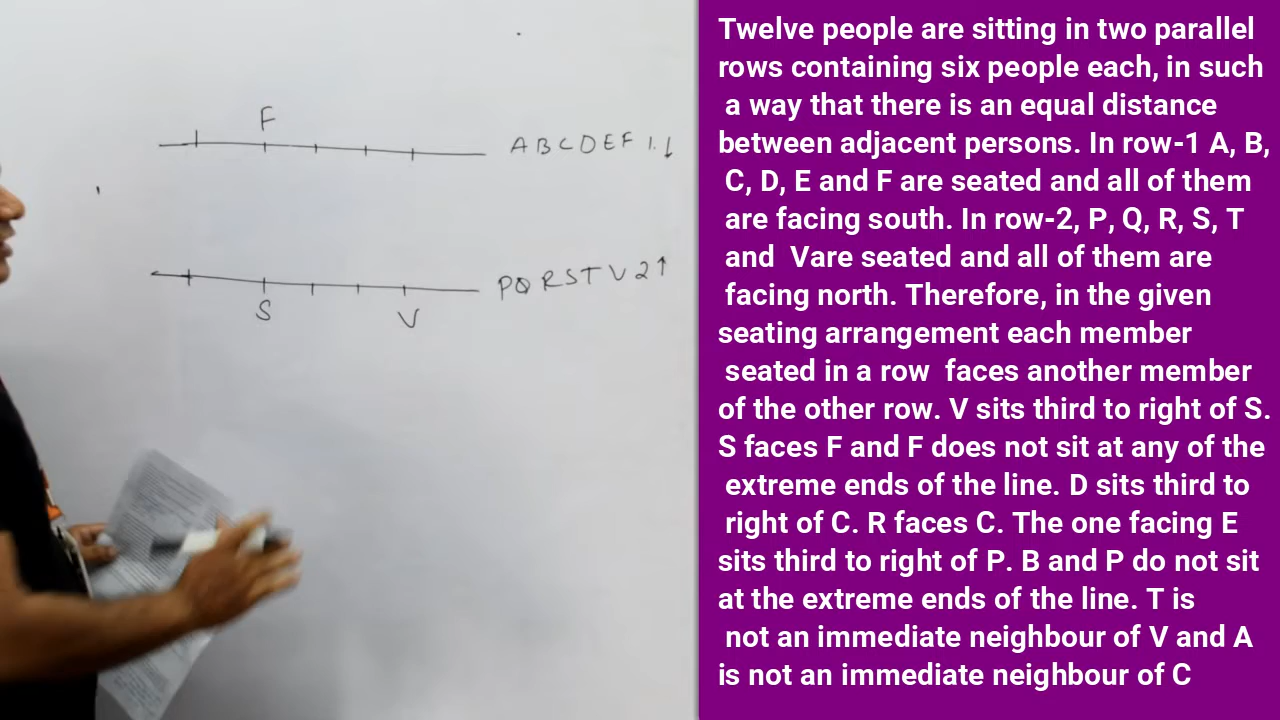 F
A B C D E F 1. ↓
P Q R S T V 2 ↑
S V
Twelve people are sitting in two parallel
rows containing six people each, in such
a way that there is an equal distance
between adjacent persons. In row-1 A, B,
C, D, E and F are seated and all of them
are facing south. In row-2, P, Q, R, S, T
and Vare seated and all of them are
facing north. Therefore, in the given
seating arrangement each member
seated in a row faces another member
of the other row. V sits third to right of S.
S faces F and F does not sit at any of the
extreme ends of the line. D sits third to
right of C. R faces C. The one facing E
sits third to right of P. B and P do not sit
at the extreme ends of the line. T is
not an immediate neighbour of V and A
is not an immediate neighbour of C